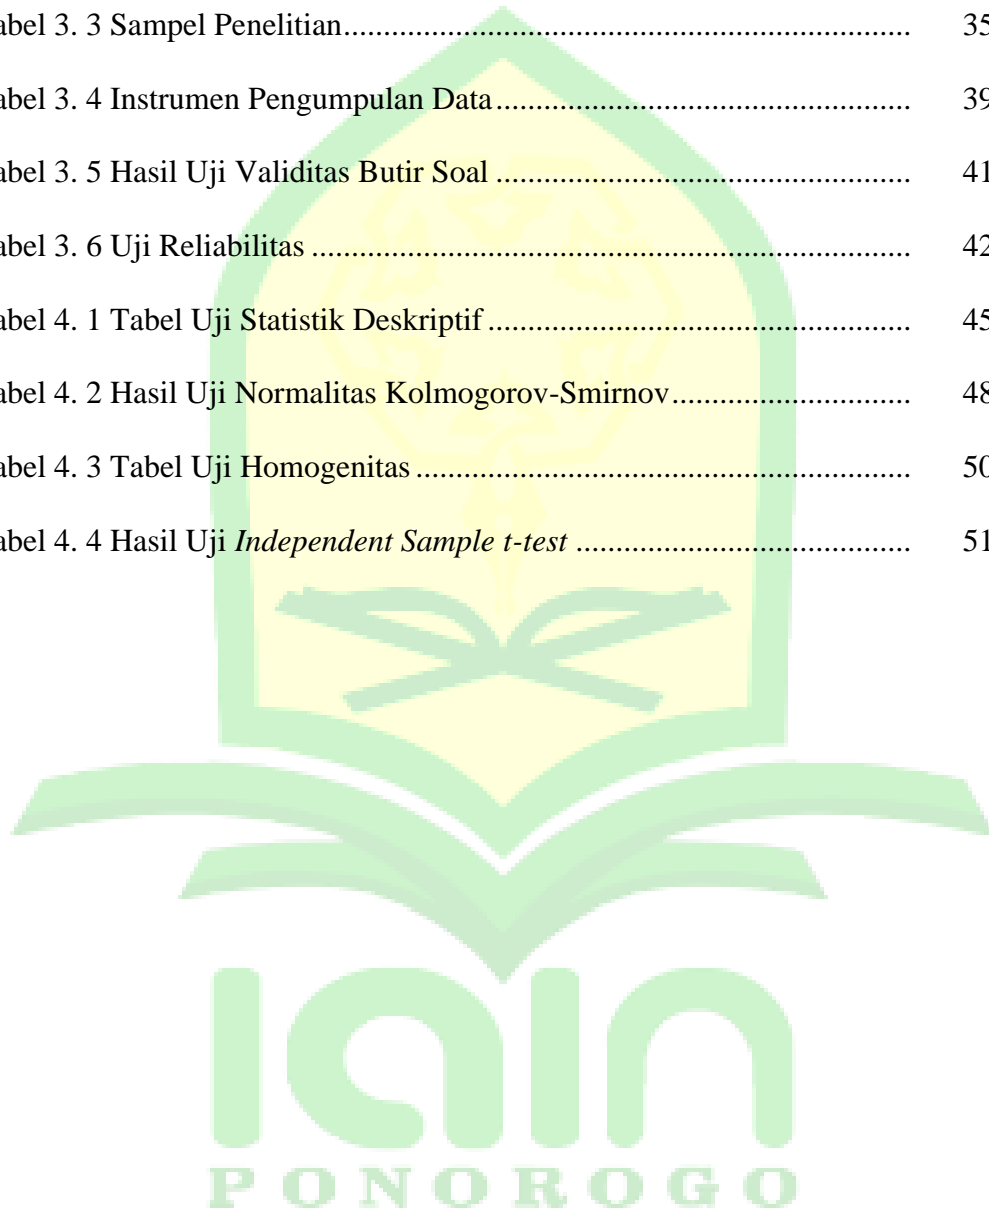 abel 3. 3 Sampel Penelitian........................................................................ 35
abel 3. 4 Instrumen Pengumpulan Data.................................................... 39
abel 3. 5 Hasil Uji Validitas Butir Soal.................................................... 41
abel 3. 6 Uji Reliabilitas........................................................................... 42
abel 4. 1 Tabel Uji Statistik Deskriptif..................................................... 45
abel 4. 2 Hasil Uji Normalitas Kolmogorov-Smirnov.............................. 48
abel 4. 3 Tabel Uji Homogenitas.............................................................. 50
abel 4. 4 Hasil Uji Independent Sample t-test.......................................... 51
iain
PONOROGO